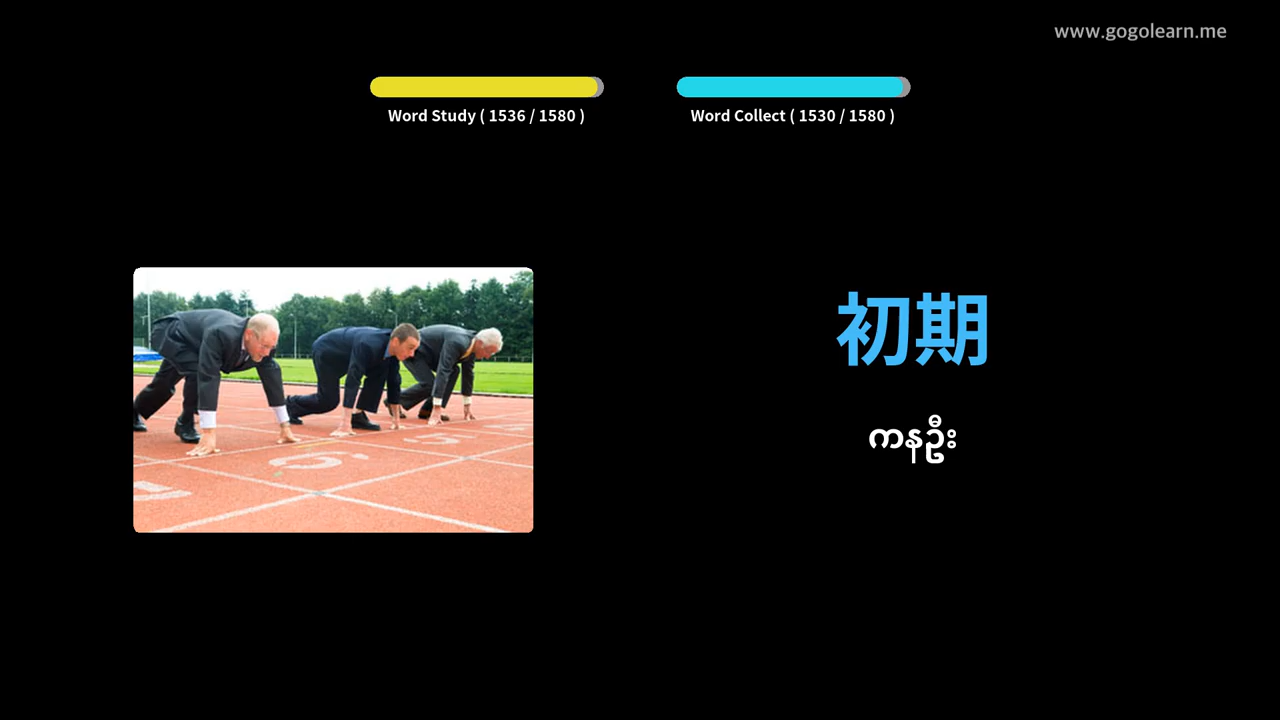 www.gogolearn.me
Word Study ( 1536 / 1580 )
Word Collect ( 1530 / 1580 )
初期
ကနဦး